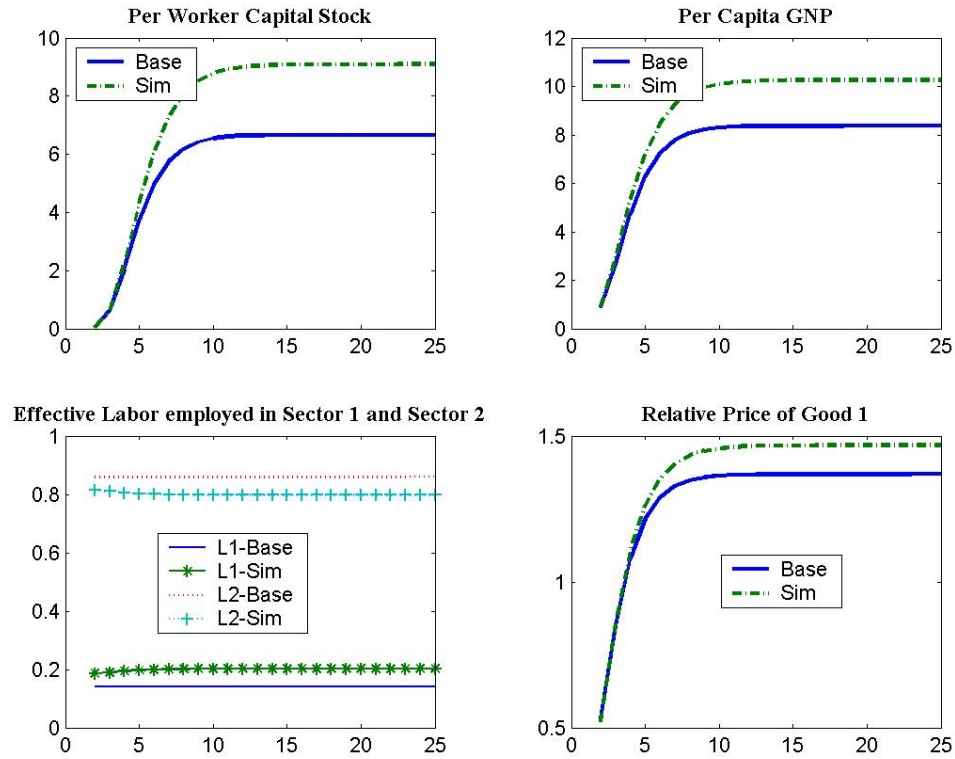 Per Worker Capital Stock
10
8
6
4
2
0
0 5 10 15 20 25
Base
Sim
Per Capita GNP
12
10
8
6
4
2
0
0 5 10 15 20 25
Base
Sim
Effective Labor employed in Sector 1 and Sector 2
1
0.8
0.6
0.4
0.2
0
0 5 10 15 20 25
L1-Base
L1-Sim
L2-Base
L2-Sim
Relative Price of Good 1
1.5
1
0.5
0 5 10 15 20 25
Base
Sim